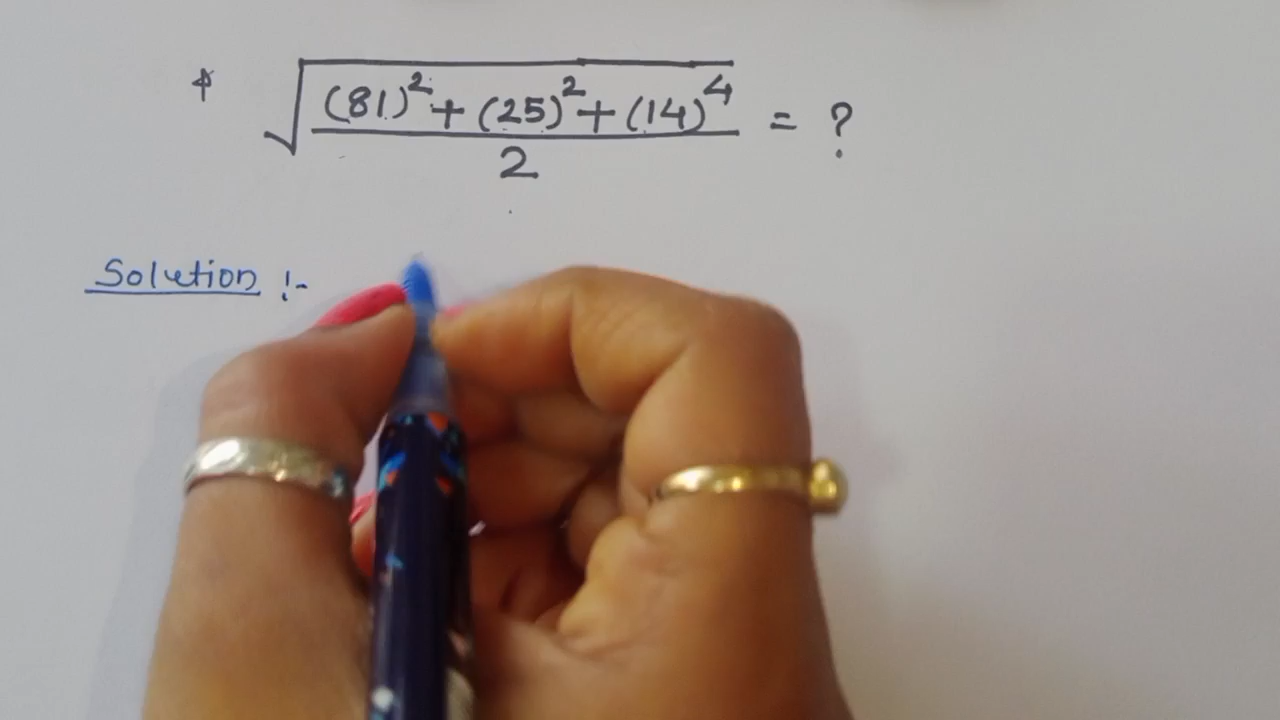 * √(((81)² + (25)² + (14)⁴) / 2) = ?
Solution :-